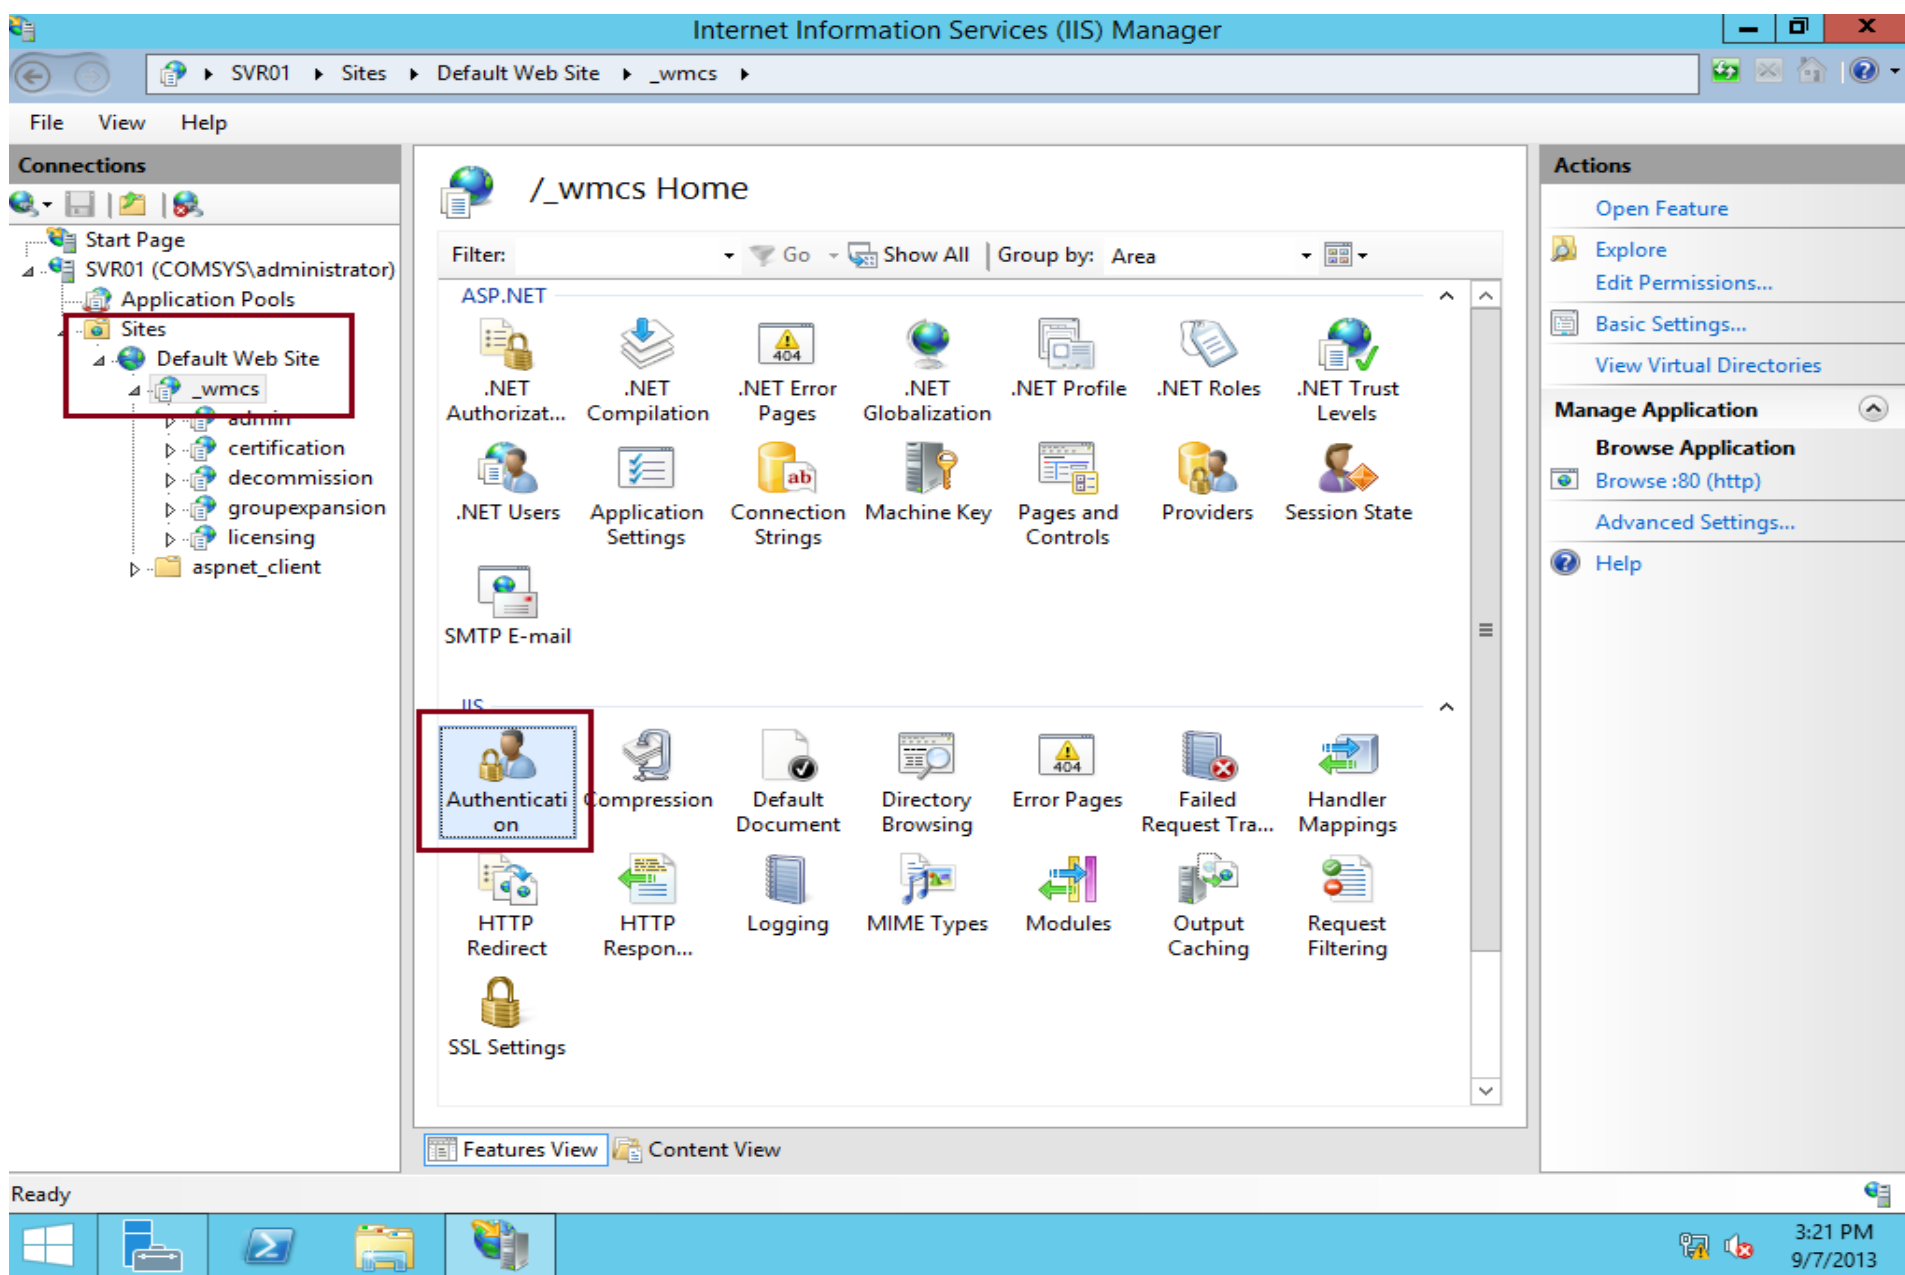 Internet Information Services (IIS) Manager
SVR01 Sites Default Web Site _wmcs
File View Help
Connections
Start Page
SVR01 (COMSYS\administrator)
Application Pools
Sites
Default Web Site
_wmcs
admin
certification
decommission
groupexpansion
licensing
aspnet_client
/_wmcs Home
Filter: Go Show All Group by: Area
ASP.NET
.NET Authorizat...
.NET Compilation
.NET Error Pages
.NET Globalization
.NET Profile
.NET Roles
.NET Trust Levels
.NET Users
Application Settings
Connection Strings
Machine Key
Pages and Controls
Providers
Session State
SMTP E-mail
IIS
Authenticati
on
Compression
Default Document
Directory Browsing
Error Pages
Failed Request Tra...
Handler Mappings
HTTP Redirect
HTTP Respon...
Logging
MIME Types
Modules
Output Caching
Request Filtering
SSL Settings
Features View Content View
Actions
Open Feature
Explore
Edit Permissions...
Basic Settings...
View Virtual Directories
Manage Application
Browse Application
Browse :80 (http)
Advanced Settings...
Help
Ready
3:21 PM
9/7/2013